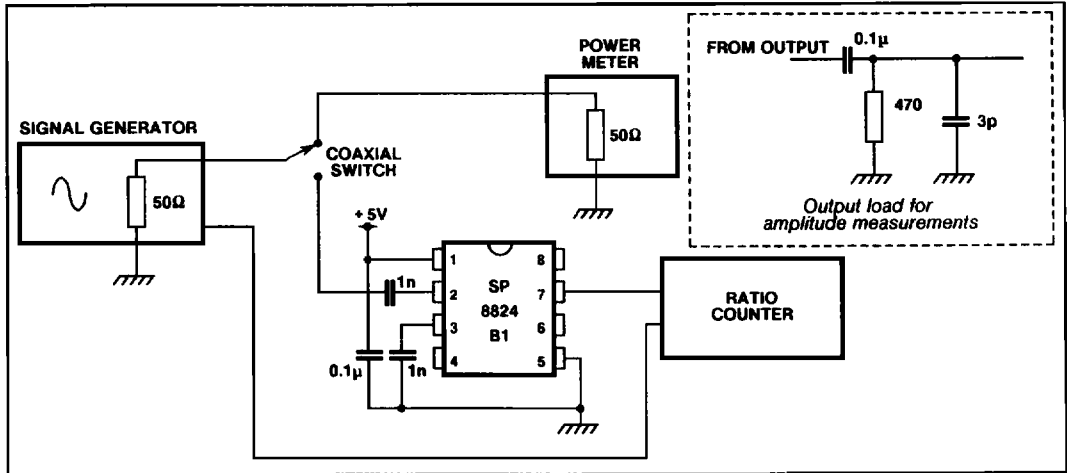 POWER
METER
50Ω
FROM OUTPUT
0.1µ
470
3p
Output load for
amplitude measurements
SIGNAL GENERATOR
50Ω
COAXIAL
SWITCH
+ 5V
1n
0.1µ
1n
1
2
3
4
SP
8824
B1
8
7
6
5
RATIO
COUNTER